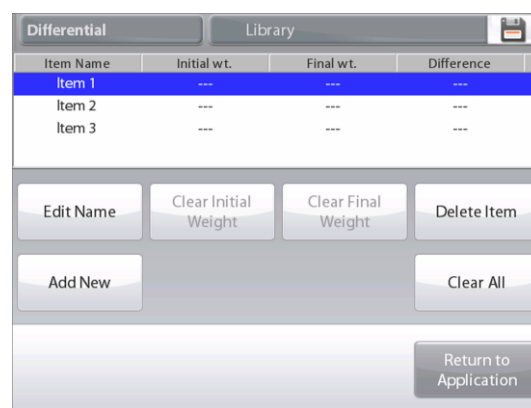 Differential Library
Item Name Initial wt. Final wt. Difference
Item 1 --- --- ---
Item 2 --- --- ---
Item 3 --- --- ---
Edit Name
Clear Initial
Weight
Clear Final
Weight
Delete Item
Add New
Clear All
Return to
Application